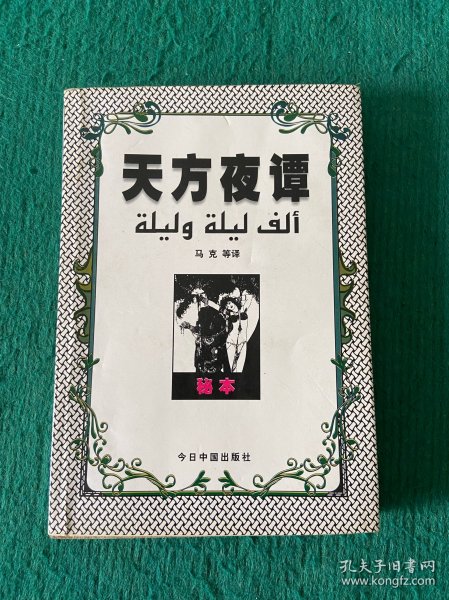 天方夜谭
ألف ليلة وليلة
马克 等译
秘本
今日中国出版社
孔夫子旧书网
www.kongfz.com